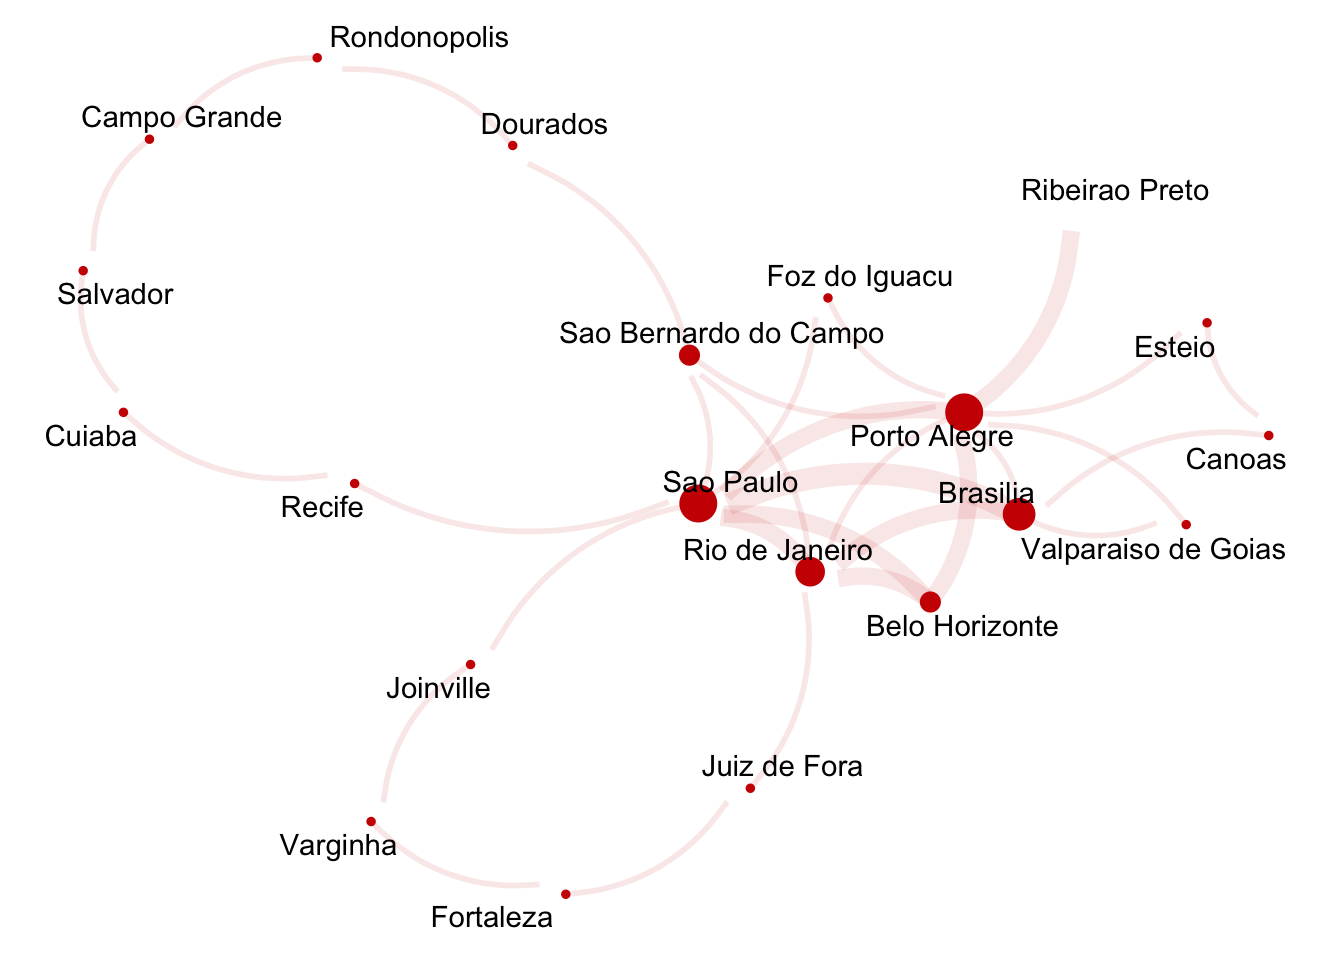 Rondonopolis
Campo Grande
Dourados
Ribeirao Preto
Foz do Iguacu
Salvador
Sao Bernardo do Campo
Esteio
Cuiaba
Porto Alegre
Canoas
Sao Paulo
Brasilia
Recife
Rio de Janeiro
Valparaiso de Goias
Belo Horizonte
Joinville
Juiz de Fora
Varginha
Fortaleza